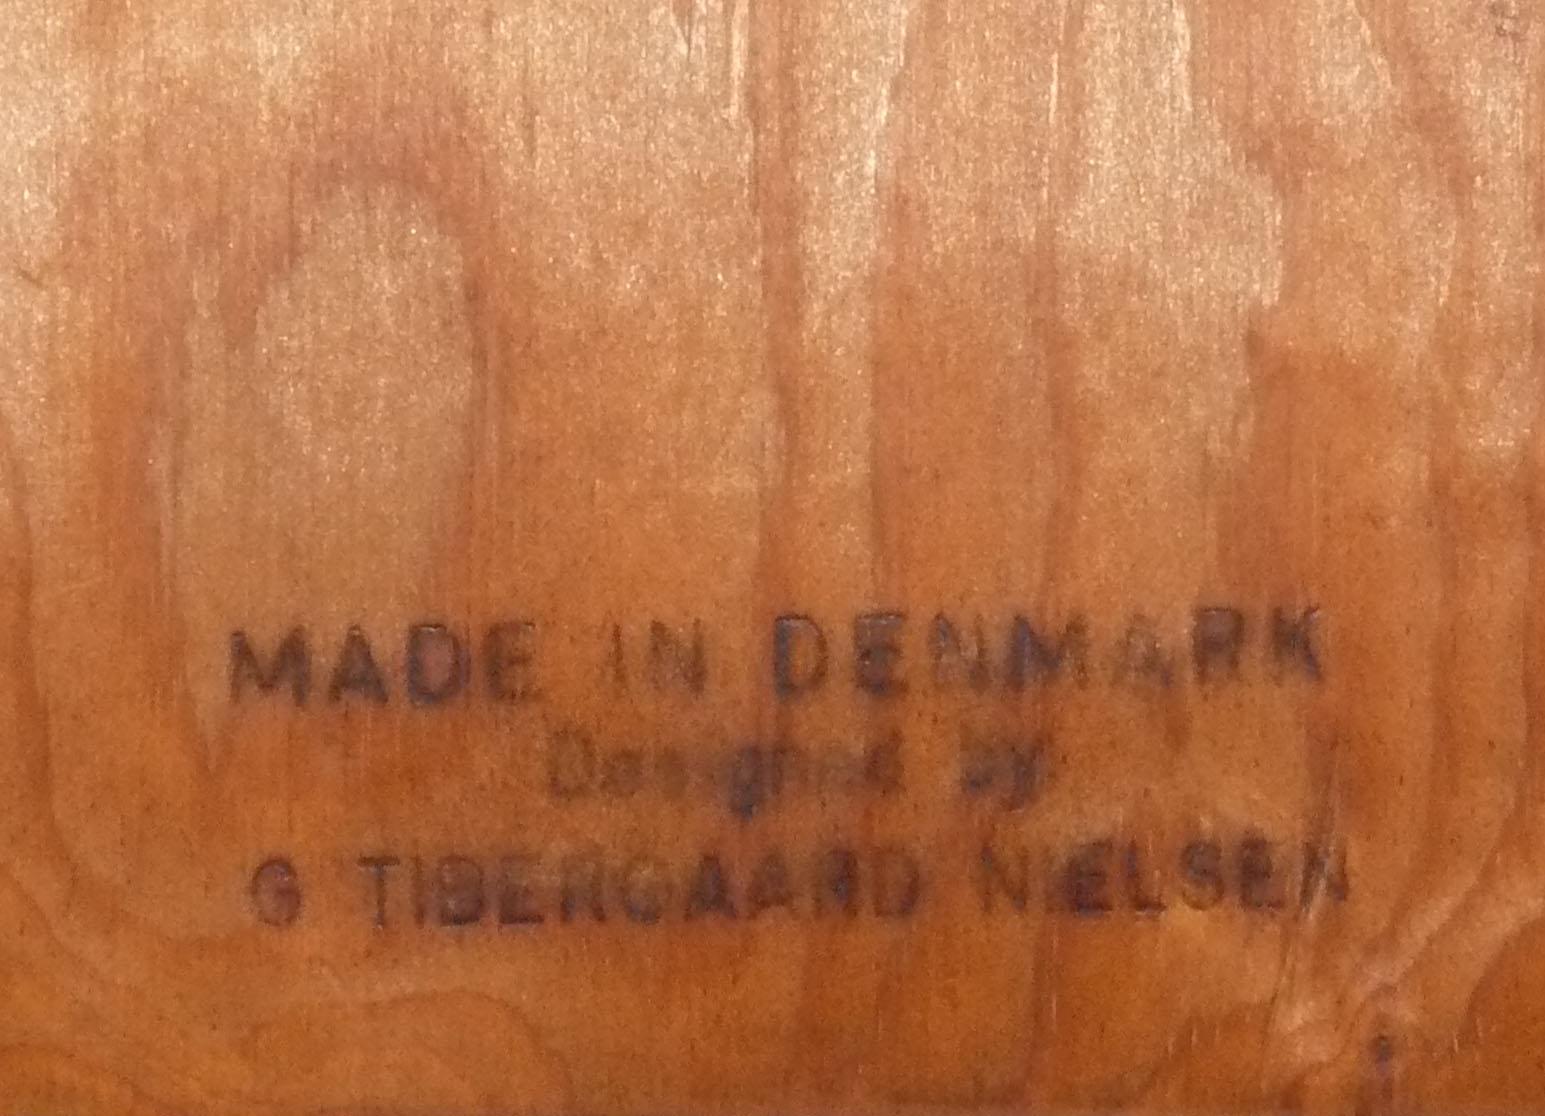 MADE IN DENMARK
Designed By
G TIBERGAARD NIELSEN